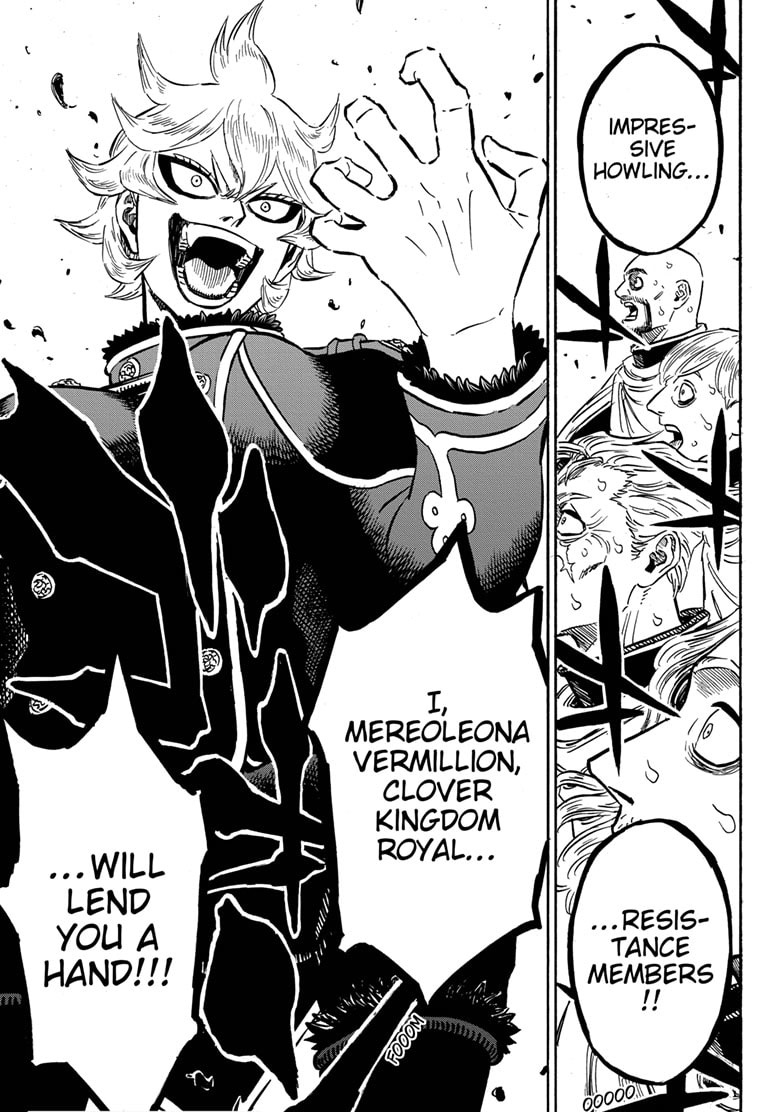 IMPRES-
SIVE
HOWLING...
...RESIS-
TANCE
MEMBERS
!!
I,
MEREOLEONA
VERMILLION,
CLOVER
KINGDOM
ROYAL...
...WILL
LEND
YOU A
HAND!!!
FOOOM
OOOOO